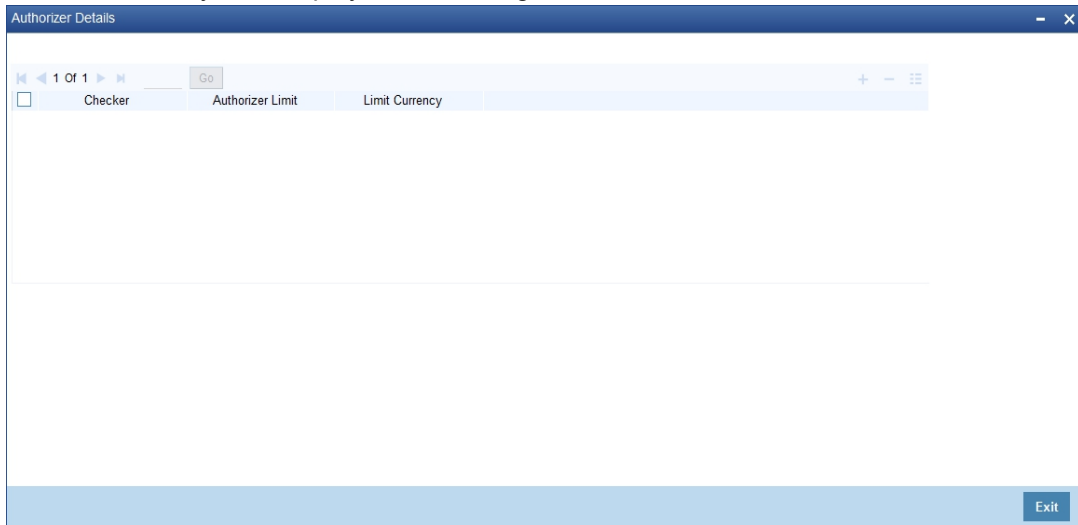 Authorizer Details
1 Of 1 Go
Checker Authorizer Limit Limit Currency
Exit